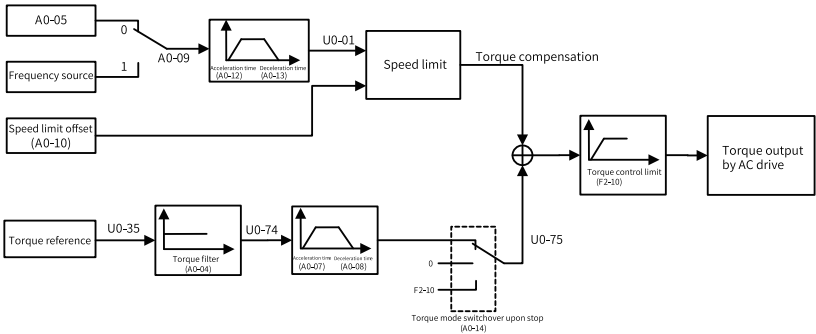 A0-05
0
A0-09
1
Frequency source
Acceleration time Deceleration time
(A0-12) (A0-13)
U0-01
Speed limit
Torque compensation
Speed limit offset
(A0-10)
Torque control limit
(F2-10)
Torque output
by AC drive
Torque reference
U0-35
Torque filter
(A0-04)
U0-74
Acceleration time Deceleration time
(A0-07) (A0-08)
0
F2-10
U0-75
Torque mode switchover upon stop
(A0-14)